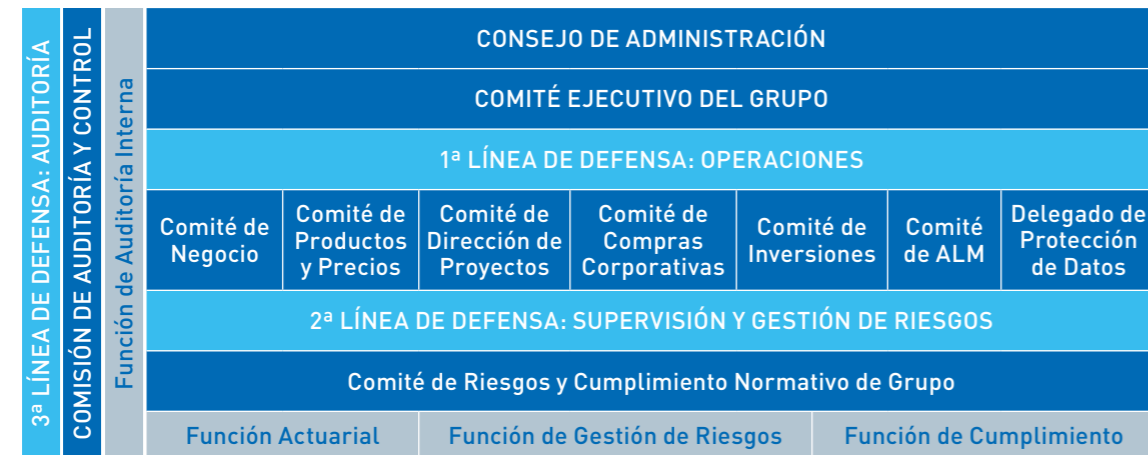 3ª LÍNEA DE DEFENSA: AUDITORÍA
COMISIÓN DE AUDITORÍA Y CONTROL
Función de Auditoría Interna
CONSEJO DE ADMINISTRACIÓN
COMITÉ EJECUTIVO DEL GRUPO
1ª LÍNEA DE DEFENSA: OPERACIONES
Comité de
Negocio
Comité de
Productos
y Precios
Comité de
Dirección de
Proyectos
Comité de
Compras
Corporativas
Comité de
Inversiones
Comité
de ALM
Delegado de
Protección
de Datos
2ª LÍNEA DE DEFENSA: SUPERVISIÓN Y GESTIÓN DE RIESGOS
Comité de Riesgos y Cumplimiento Normativo de Grupo
Función Actuarial
Función de Gestión de Riesgos
Función de Cumplimiento